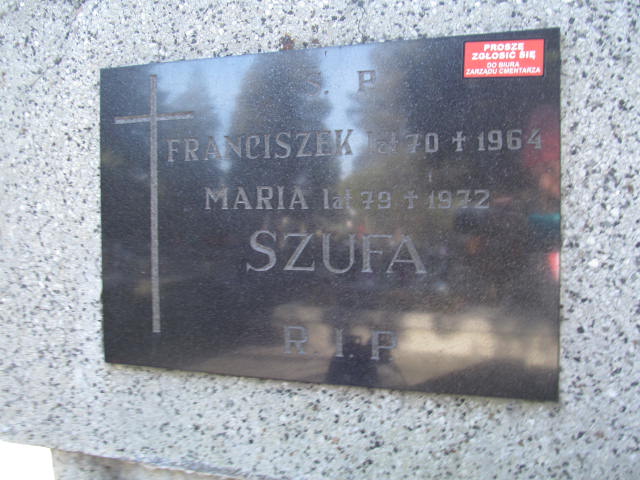 Ś. P.
FRANCISZEK lat 70 † 1964
MARIA lat 79 † 1972
SZUFA
R. I. P.
PROSZĘ
ZGŁOSIĆ SIĘ
DO BIURA
ZARZĄDU CMENTARZA